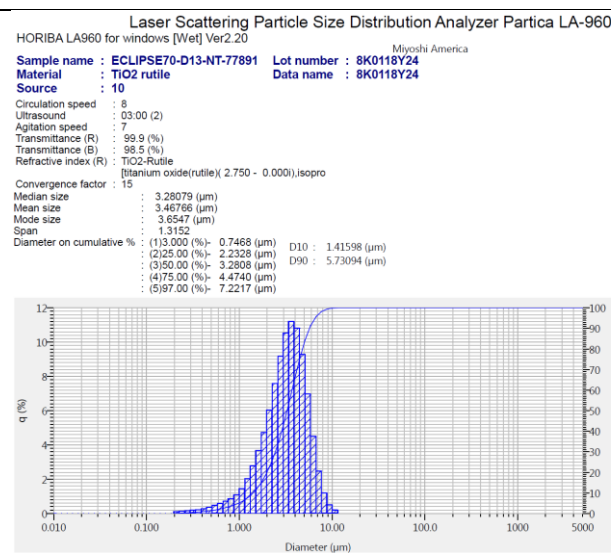 Laser Scattering Particle Size Distribution Analyzer Partica LA-960
HORIBA LA960 for windows [Wet] Ver2.20
Miyoshi America
Sample name : ECLIPSE70-D13-NT-77891 Lot number : 8K0118Y24
Material : TiO2 rutile Data name : 8K0118Y24
Source : 10
Circulation speed : 8
Ultrasound : 03:00 (2)
Agitation speed : 7
Transmittance (R) : 99.9 (%)
Transmittance (B) : 98.5 (%)
Refractive index (R) : TiO2-Rutile
[titanium oxide(rutile)( 2.750 - 0.000i),isopro
Convergence factor : 15
Median size : 3.28079 (µm)
Mean size : 3.46766 (µm)
Mode size : 3.6547 (µm)
Span : 1.3152
Diameter on cumulative % : (1)3.000 (%)- 0.7468 (µm) D10 : 1.41598 (µm)
: (2)25.00 (%)- 2.2328 (µm)
: (3)50.00 (%)- 3.2808 (µm) D90 : 5.73094 (µm)
: (4)75.00 (%)- 4.4740 (µm)
: (5)97.00 (%)- 7.2217 (µm)
12 100
90
10 80
8 70
60
q (%)
6 50
4 40
30
2 20
10
0 0
0.010 0.100 1.000 10.00 100.0 1000 5000
Diameter (µm)